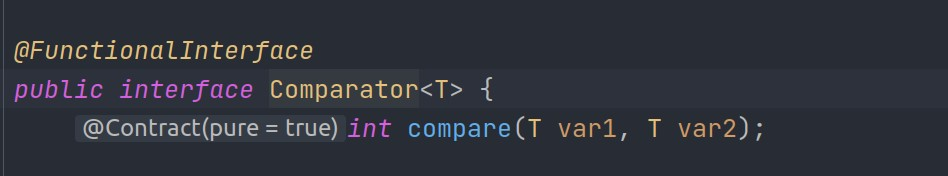 @FunctionalInterface
public interface Comparator<T> {
@Contract(pure = true) int compare(T var1, T var2);